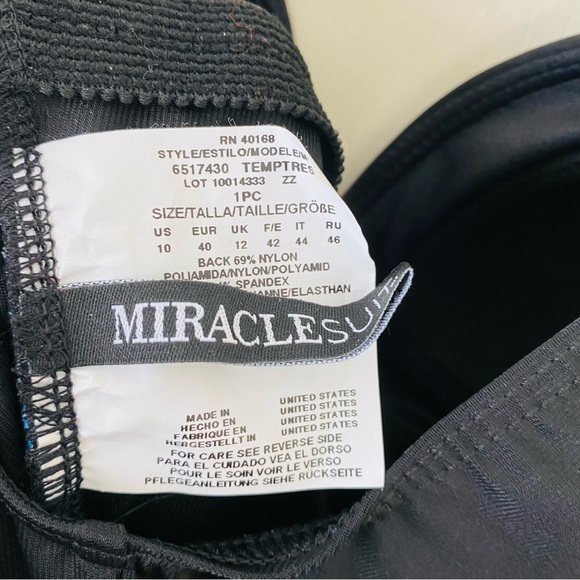 RN 40168
STYLE/ESTILO/MODELE/M
6517430 TEMPTRES
LOT 10014333 ZZ
1PC
SIZE/TALLA/TAILLE/GRÖßE
US EUR UK F/E IT RU
10 40 12 42 44 46
BACK 69% NYLON
POLIAMIDA/NYLON/POLYAMID
% SPANDEX
ANNE/ELASTHAN
MIRACLESUIT
MADE IN UNITED STATES
HECHO EN UNITED STATES
FABRIQUE EN UNITED STATES
HERGESTELLT IN UNITED STATES
FOR CARE SEE REVERSE SIDE
PARA EL CUIDADO VEA EL DORSO
POUR LE SOIN VOIR LE VERSO
PFLEGEANLEITUNG SIEHE RÜCKSEITE